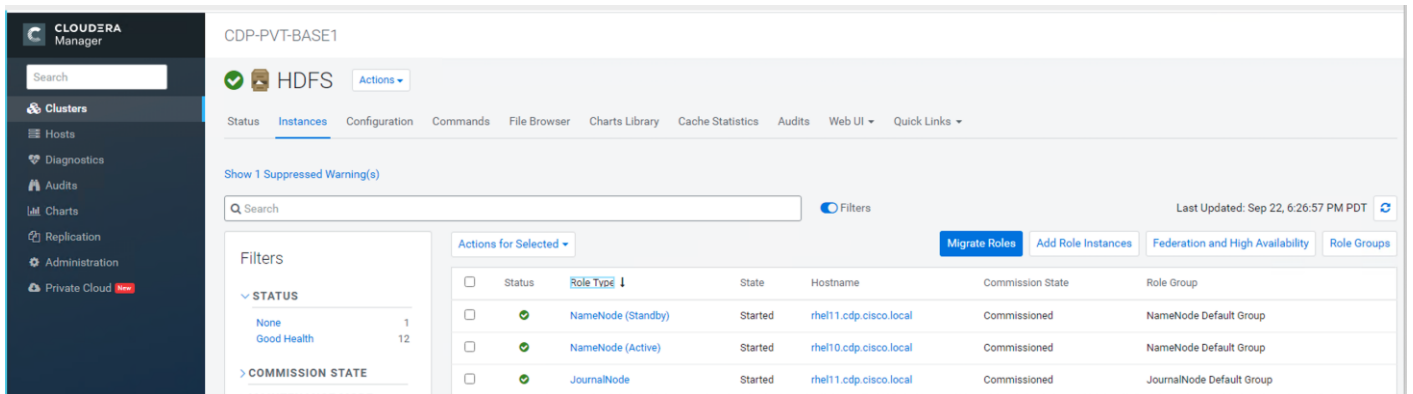 CLOUDERA
Manager
Search
Clusters
Hosts
Diagnostics
Audits
Charts
Replication
Administration
Private Cloud New
CDP-PVT-BASE1
HDFS Actions
Status Instances Configuration Commands File Browser Charts Library Cache Statistics Audits Web UI Quick Links
Show 1 Suppressed Warning(s)
Search Filters Last Updated: Sep 22, 6:26:57 PM PDT
Filters
STATUS
None 1
Good Health 12
COMMISSION STATE
Actions for Selected Migrate Roles Add Role Instances Federation and High Availability Role Groups
Status Role Type State Hostname Commission State Role Group
NameNode (Standby) Started rhel11.cdp.cisco.local Commissioned NameNode Default Group
NameNode (Active) Started rhel10.cdp.cisco.local Commissioned NameNode Default Group
JournalNode Started rhel11.cdp.cisco.local Commissioned JournalNode Default Group